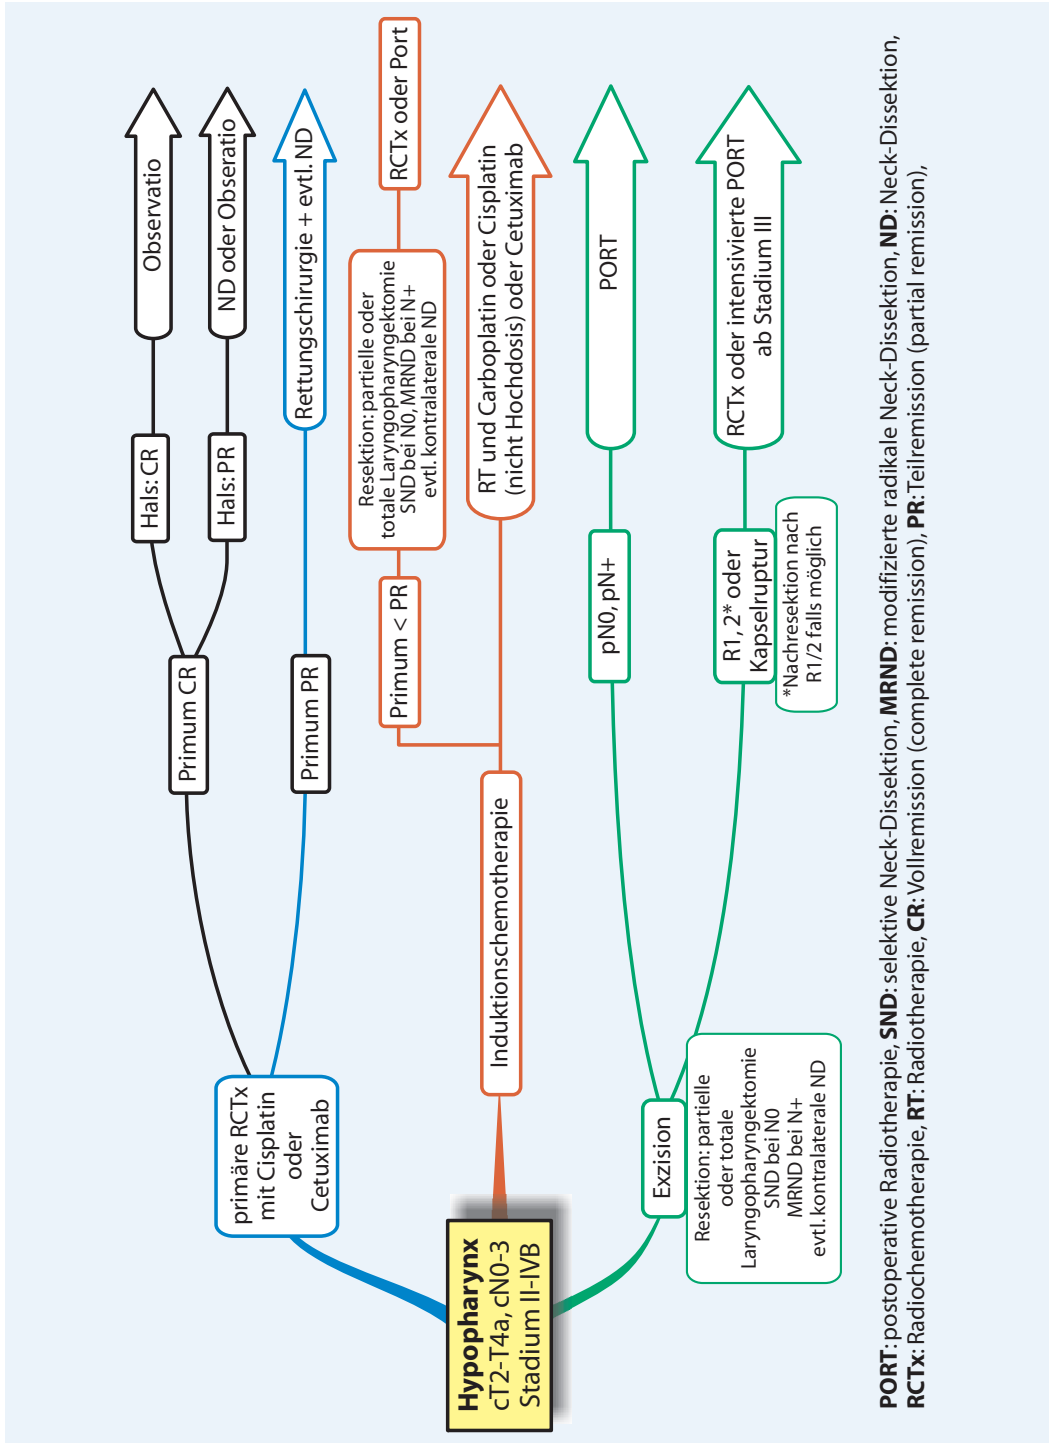 Hypopharynx
cT2-T4a, cN0-3
Stadium II-IVB
primäre RCTx
mit Cisplatin
oder
Cetuximab
Primum CR
Hals: CR
Observatio
Hals: PR
ND oder Obseratio
Primum PR
Rettungschirurgie + evtl. ND
Induktionschemotherapie
Primum < PR
Resektion: partielle oder
totale Laryngopharyngektomie
SND bei N0, MRND bei N+
evtl. kontralaterale ND
RCTx oder Port
RT und Carboplatin oder Cisplatin
(nicht Hochdosis) oder Cetuximab
Exzision
Resektion: partielle
oder totale
Laryngopharyngektomie
SND bei N0
MRND bei N+
evtl. kontralaterale ND
pN0, pN+
PORT
R1, 2* oder
Kapselruptur
*Nachresektion nach
R1/2 falls möglich
RCTx oder intensivierte PORT
ab Stadium III
PORT: postoperative Radiotherapie, SND: selektive Neck-Dissektion, MRND: modifizierte radikale Neck-Dissektion, ND: Neck-Dissektion,
RCTx: Radiochemotherapie, RT: Radiotherapie, CR: Vollremission (complete remission), PR: Teilremission (partial remission),